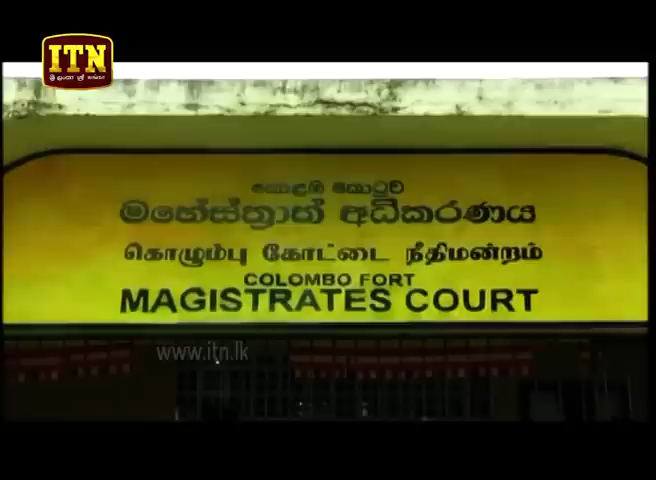 ITN
කොළඹ කොටුව
මහේස්ත්‍රාත් අධිකරණය
கொழும்பு கோட்டை நீதிமன்றம்
COLOMBO FORT
MAGISTRATES COURT
www.itn.lk